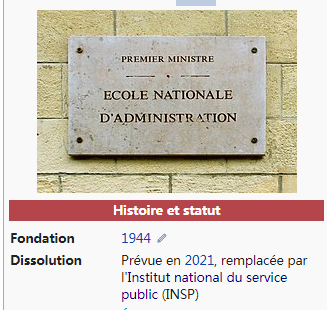 PREMIER MINISTRE
ECOLE NATIONALE
D'ADMINISTRATION
Histoire et statut
Fondation 1944
Dissolution Prévue en 2021, remplacée par
l'Institut national du service
public (INSP)